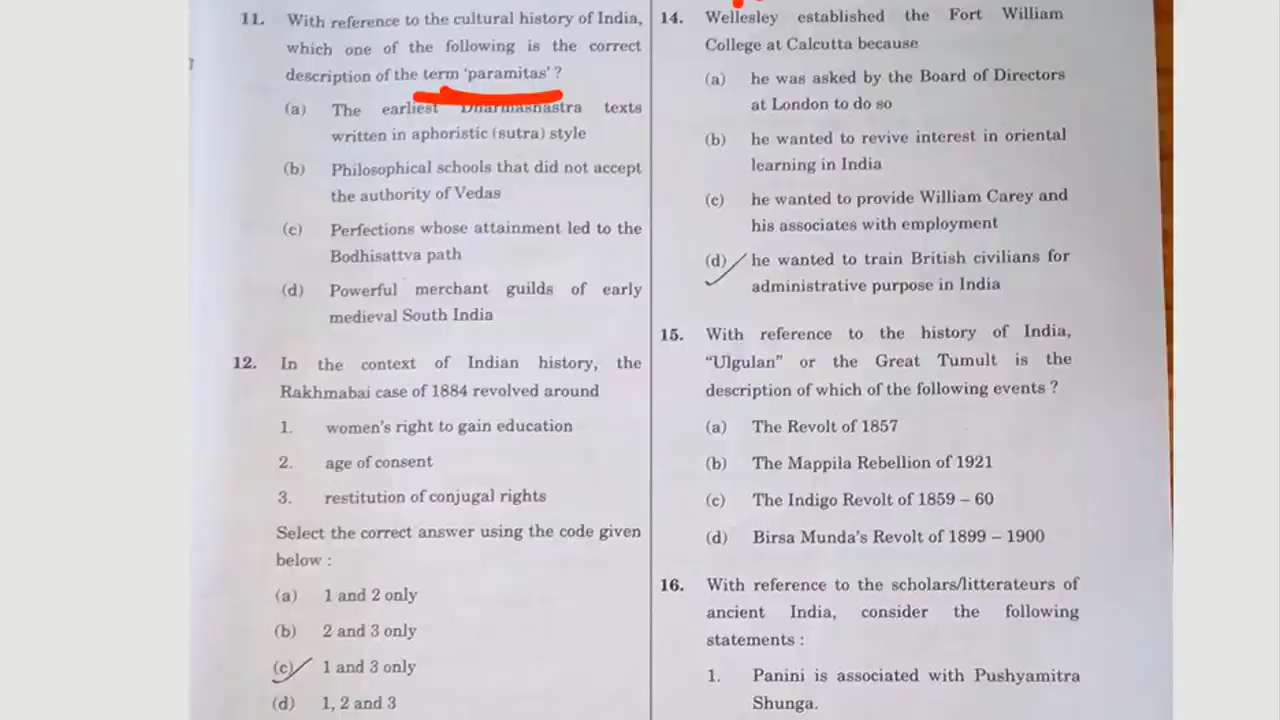 11. With reference to the cultural history of India,
which one of the following is the correct
description of the term 'paramitas' ?
(a) The earliest Dharmashastra texts
written in aphoristic (sutra) style
(b) Philosophical schools that did not accept
the authority of Vedas
(c) Perfections whose attainment led to the
Bodhisattva path
(d) Powerful merchant guilds of early
medieval South India
12. In the context of Indian history, the
Rakhmabai case of 1884 revolved around
1. women's right to gain education
2. age of consent
3. restitution of conjugal rights
Select the correct answer using the code given
below :
(a) 1 and 2 only
(b) 2 and 3 only
(c) 1 and 3 only
(d) 1, 2 and 3
14. Wellesley established the Fort William
College at Calcutta because
(a) he was asked by the Board of Directors
at London to do so
(b) he wanted to revive interest in oriental
learning in India
(c) he wanted to provide William Carey and
his associates with employment
(d) he wanted to train British civilians for
administrative purpose in India
15. With reference to the history of India,
"Ulgulan" or the Great Tumult is the
description of which of the following events ?
(a) The Revolt of 1857
(b) The Mappila Rebellion of 1921
(c) The Indigo Revolt of 1859 – 60
(d) Birsa Munda's Revolt of 1899 – 1900
16. With reference to the scholars/litterateurs of
ancient India, consider the following
statements :
1. Panini is associated with Pushyamitra
Shunga.